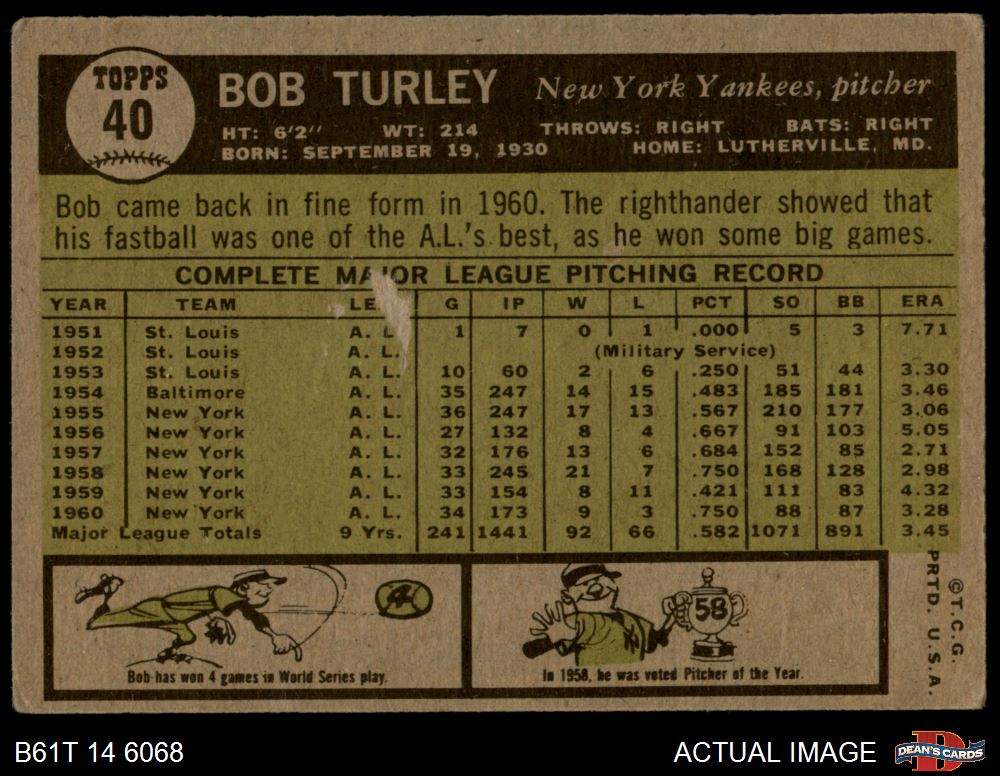 TOPPS
40
BOB TURLEY New York Yankees, pitcher
HT: 6'2" WT: 214 THROWS: RIGHT BATS: RIGHT
BORN: SEPTEMBER 19, 1930 HOME: LUTHERVILLE, MD.
Bob came back in fine form in 1960. The righthander showed that
his fastball was one of the A.L.'s best, as he won some big games.
COMPLETE MAJOR LEAGUE PITCHING RECORD
YEAR TEAM LE. G IP W L PCT SO BB ERA
1951 St. Louis A. L 1 7 0 1 .000 5 3 7.71
1952 St. Louis A. L. (Military Service)
1953 St. Louis A. L. 10 60 2 6 .250 51 44 3.30
1954 Baltimore A. L. 35 247 14 15 .483 185 181 3.46
1955 New York A. L. 36 247 17 13 .567 210 177 3.06
1956 New York A. L. 27 132 8 4 .667 91 103 5.05
1957 New York A. L. 32 176 13 6 .684 152 85 2.71
1958 New York A. L. 33 245 21 7 .750 168 128 2.98
1959 New York A. L. 33 154 8 11 .421 111 83 4.32
1960 New York A. L. 34 173 9 3 .750 88 87 3.28
Major League Totals 9 Yrs. 241 1441 92 66 .582 1071 891 3.45
4
Bob has won 4 games in World Series play.
58
In 1958, he was voted Pitcher of the Year.
©T.C.G.
PRTD. U.S.A.
B61T 14 6068 ACTUAL IMAGE
DEAN'S CARDS